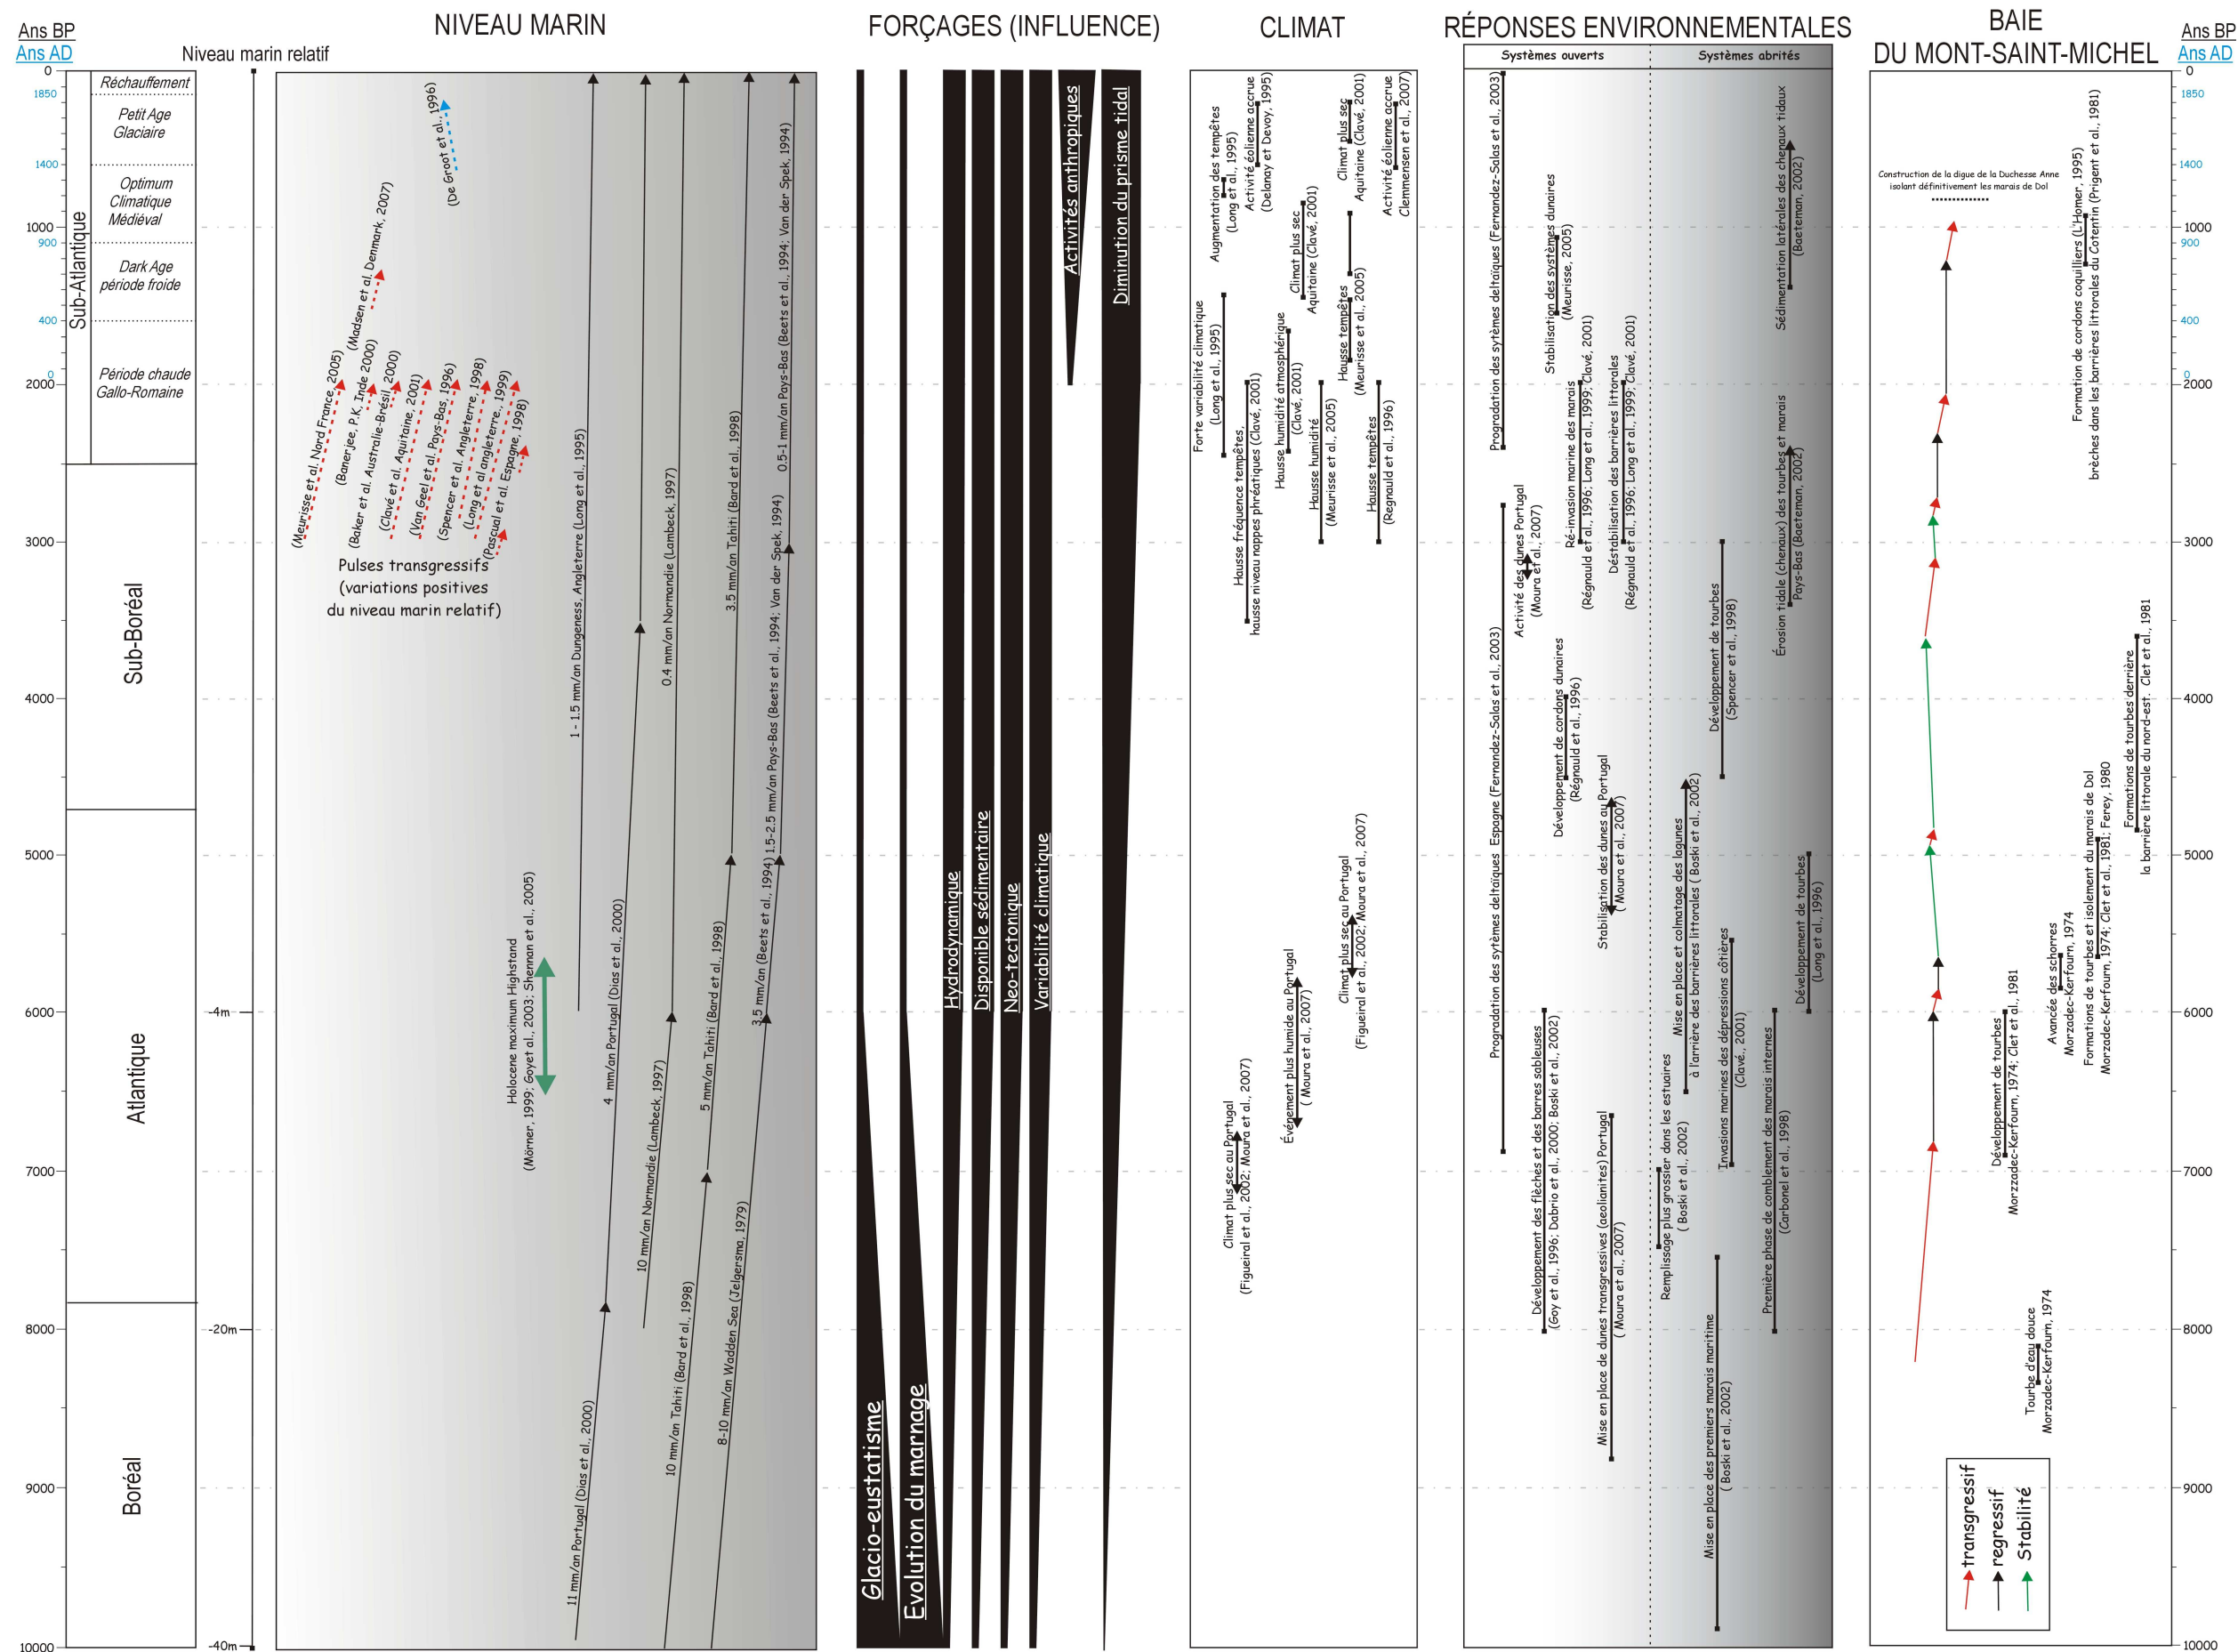 NIVEAU MARIN
FORÇAGES (INFLUENCE)
CLIMAT
RÉPONSES ENVIRONNEMENTALES
BAIE
DU MONT-SAINT-MICHEL
Ans BP
Ans AD
Ans BP
Ans AD
Niveau marin relatif
0
1850
1400
1000
900
400
0
2000
3000
4000
5000
6000
7000
8000
9000
10000
Sub-Atlantique
Sub-Boréal
Atlantique
Boréal
Réchauffement
Petit Age
Glaciaire
Optimum
Climatique
Médiéval
Dark Age
période froide
Période chaude
Gallo-Romaine
-4m
-20m
-40m
(De Groot et al., 1996)
(Madsen et al. Denmark, 2007)
(Meurisse et al. Nord France, 2005)
(Banerjee, P.K. Inde 2000)
(Baker et al. Australie-Brésil, 2000)
(Clavé et al. Aquitaine, 2001)
(Van Geel et al. Pays-Bas, 1996)
(Spencer et al. Angleterre, 1998)
(Long et al angleterre., 1999)
(Pascual et al. Espagne, 1998)
Pulses transgressifs
(variations positives
du niveau marin relatif)
Holocene maximum Highstand
(Mörner, 1999; Goyet al., 2003; Shennan et al., 2005)
1 - 1.5 mm/an Dungeness, Angleterre (Long et al., 1995)
4 mm/an Portugal (Dias et al., 2000)
11 mm/an Portugal (Dias et al., 2000)
0.4 mm/an Normandie (Lambeck, 1997)
10 mm/an Normandie (Lambeck, 1997)
3.5 mm/an Tahiti (Bard et al., 1998)
5 mm/an Tahiti (Bard et al., 1998)
10 mm/an Tahiti (Bard et al., 1998)
0.5-1 mm/an Pays-Bas (Beets et al., 1994; Van der Spek, 1994)
1.5-2.5 mm/an Pays-Bas (Beets et al., 1994; Van der Spek, 1994)
3.5 mm/an (Beets et al., 1994)
8-10 mm/an Wadden Sea (Jelgersma, 1979)
Glacio-eustatisme
Evolution du marnage
Hydrodynamique
Disponible sédimentaire
Neo-tectonique
Variabilité climatique
Activités anthropiques
Diminution du prisme tidal
Augmentation des tempêtes
(Long et al., 1995)
Activité éolienne accrue
(Delanay et Devoy, 1995)
Climat plus sec
Aquitaine (Clavé, 2001)
Activité éolienne accrue
Clemmensen et al., 2007)
Forte variabilité climatique
(Long et al., 1995)
Climat plus sec
Aquitaine (Clavé, 2001)
Hausse tempêtes
(Meurisse et al., 2005)
Hausse fréquence tempêtes,
hausse niveau nappes phréatiques (Clavé, 2001)
Hausse humidité atmosphérique
(Clavé, 2001)
Hausse humidité
(Meurisse et al., 2005)
Hausse tempêtes
(Regnauld et al., 1996)
Climat plus sec au Portugal
(Figueiral et al., 2002; Moura et al., 2007)
Événement plus humide au Portugal
( Moura et al., 2007)
Climat plus sec au Portugal
(Figueiral et al., 2002; Moura et al., 2007)
Systèmes ouverts
Systèmes abrités
Progradation des sytèmes deltaïques (Fernandez-Salas et al., 2003)
Stabilisation des systèmes dunaires
(Meurisse, 2005)
Ré-invasion marine des marais
(Régnauld et al., 1996; Long et al., 1999; Clavé, 2001)
Déstabilisation des barrières littorales
(Régnauld et al., 1996; Long et al., 1999; Clavé, 2001)
Activité des dunes Portugal
(Moura et al., 2007)
Progradation des sytèmes deltaïques Espagne (Fernandez-Salas et al., 2003)
Développement de cordons dunaires
(Régnauld et al., 1996)
Stabilisation des dunes au Portugal
( Moura et al., 2007)
Développement des flèches et des barres sableuses
(Goy et al., 1996; Dabrio et al., 2000; Boski et al., 2002)
Mise en place de dunes transgressives (aeolianites) Portugal
( Moura et al., 2007)
Sédimentation latérales des chenaux tidaux
(Baeteman, 2002)
Érosion tidale (chenaux) des tourbes et marais
Pays-Bas (Baeteman, 2002)
Développement de tourbes
(Spencer et al., 1998)
Mise en place et colmatage des lagunes
à l'arrière des barrières littorales ( Boski et al., 2002)
Développement de tourbes
(Long et al., 1996)
Invasions marines des dépressions côtières
(Clavé., 2001)
Remplissage plus grossier dans les estuaires
( Boski et al., 2002)
Première phase de comblement des marais internes
(Carbonel et al., 1998)
Mise en place des premiers marais maritime
( Boski et al., 2002)
Construction de la digue de la Duchesse Anne
isolant définitivement les marais de Dol
Formation de cordons coquilliers (L'Homer, 1995)
brèches dans les barrières littorales du Cotentin (Prigent et al., 1981)
Formations de tourbes derrière
la barrière littorale du nord-est. Clet et al., 1981
Formations de tourbes et isolement du marais de Dol
Morzadec-Kerfourn, 1974; Clet et al., 1981; Ferey, 1980
Avancée des schorres
Morzadec-Kerfourn, 1974
Développement de tourbes
Morzzadec-Kerfourn, 1974; Clet et al., 1981
Tourbe d'eau douce
Morzadec-Kerfourn, 1974
transgressif
regressif
Stabilité
0
1850
1400
1000
900
400
0
2000
3000
4000
5000
6000
7000
8000
9000
10000